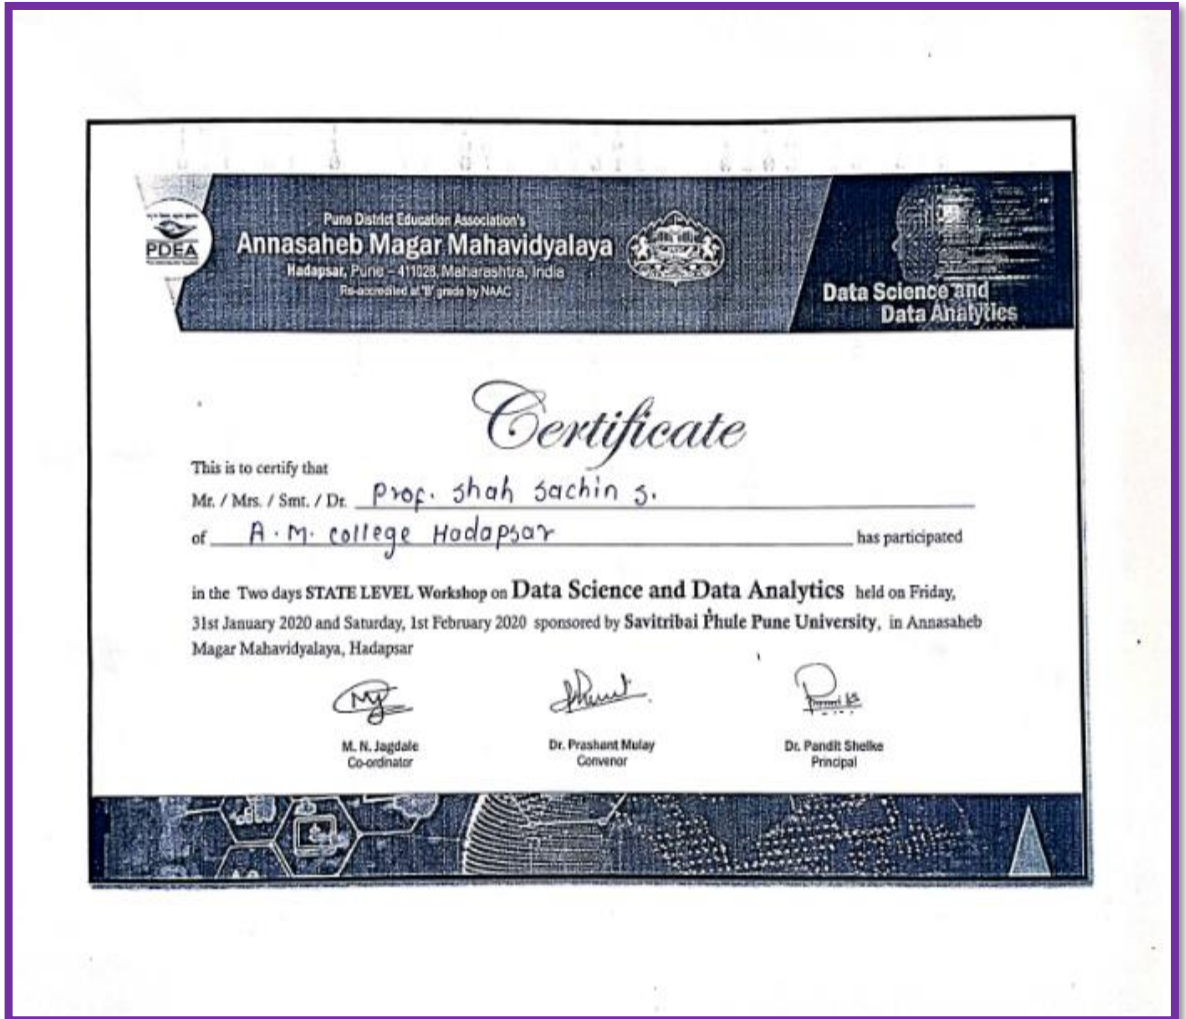 PDEA
Pune District Education Association's
Annasaheb Magar Mahavidyalaya
Hadapsar, Pune – 411028, Maharashtra, India
Re-accredited at 'B' grade by NAAC
Data Science and
Data Analytics
Certificate
This is to certify that
Mr. / Mrs. / Smt. / Dr. Prof. Shah Sachin S.
of A. M. College Hadapsar has participated
in the Two days STATE LEVEL Workshop on Data Science and Data Analytics held on Friday,
31st January 2020 and Saturday, 1st February 2020 sponsored by Savitribai Phule Pune University, in Annasaheb
Magar Mahavidyalaya, Hadapsar
M. N. Jagdale
Co-ordinator
Dr. Prashant Mulay
Convenor
Dr. Pandit Shelke
Principal